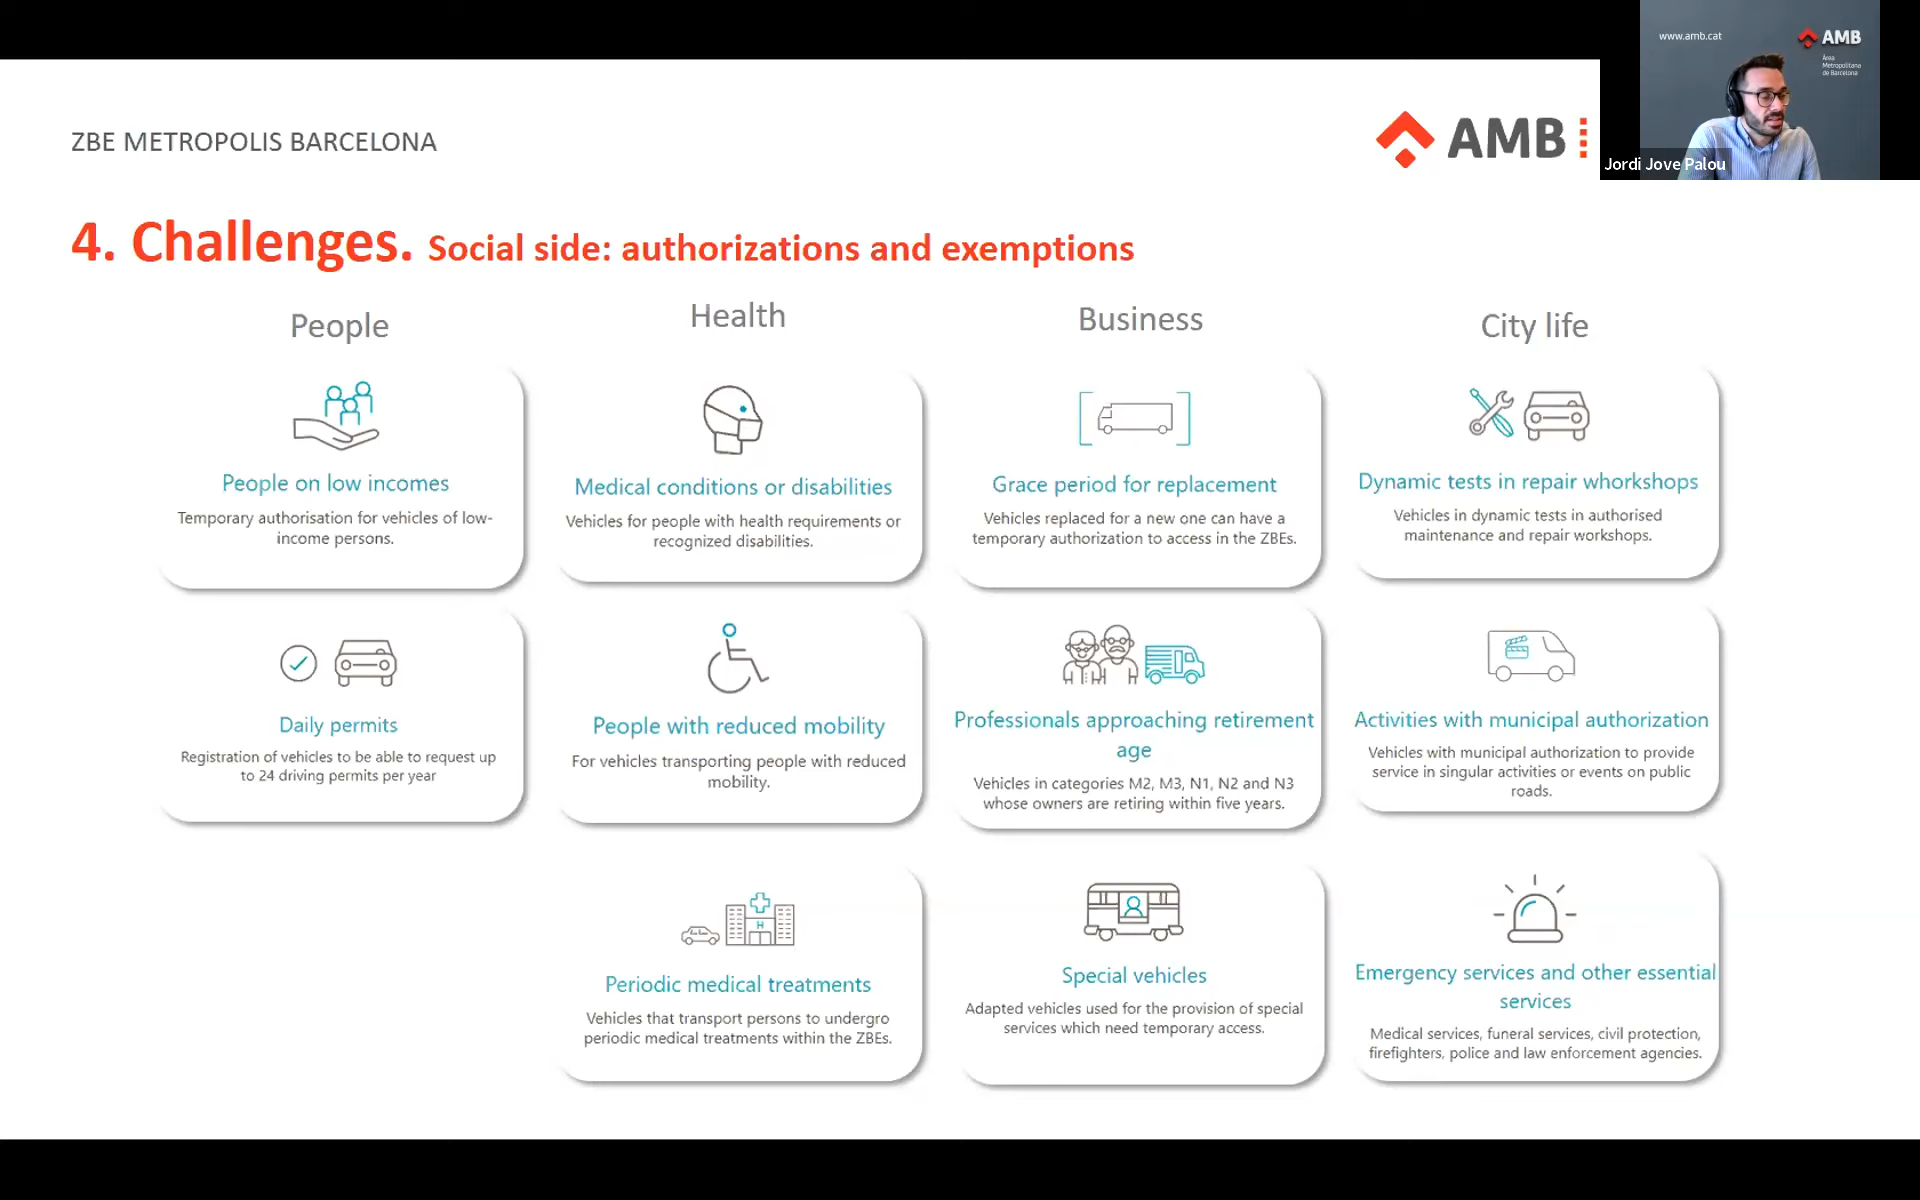 www.amb.cat
AMB
Àrea
Metropolitana
de Barcelona
Jordi Jove Palou
ZBE METROPOLIS BARCELONA
AMB
4. Challenges. Social side: authorizations and exemptions
People
Health
Business
City life
People on low incomes
Temporary authorisation for vehicles of low-
income persons.
Medical conditions or disabilities
Vehicles for people with health requirements or
recognized disabilities.
Grace period for replacement
Vehicles replaced for a new one can have a
temporary authorization to access in the ZBEs.
Dynamic tests in repair whorkshops
Vehicles in dynamic tests in authorised
maintenance and repair workshops.
Daily permits
Registration of vehicles to be able to request up
to 24 driving permits per year
People with reduced mobility
For vehicles transporting people with reduced
mobility.
Professionals approaching retirement
age
Vehicles in categories M2, M3, N1, N2 and N3
whose owners are retiring within five years.
Activities with municipal authorization
Vehicles with municipal authorization to provide
service in singular activities or events on public
roads.
H
Periodic medical treatments
Vehicles that transport persons to undergro
periodic medical treatments within the ZBEs.
Special vehicles
Adapted vehicles used for the provision of special
services which need temporary access.
Emergency services and other essential
services
Medical services, funeral services, civil protection,
firefighters, police and law enforcement agencies.